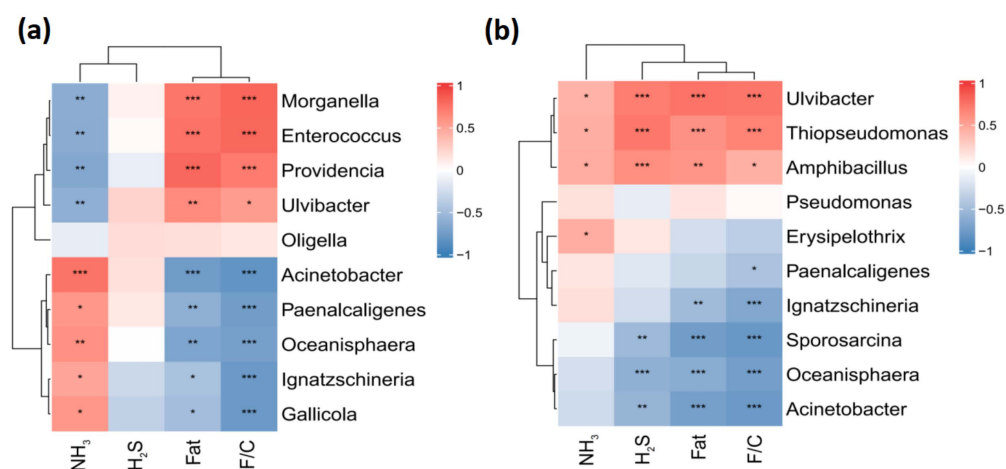 (a)
** *** *** Morganella
** *** *** Enterococcus
** *** *** Providencia
** ** * Ulvibacter
Oligella
*** *** *** Acinetobacter
* ** *** Paenalcaligenes
** ** *** Oceanisphaera
* * *** Ignatzschineria
* * *** Gallicola
NH₃ H₂S Fat F/C
1
0.5
0
−0.5
−1
(b)
* *** *** *** Ulvibacter
* *** *** *** Thiopseudomonas
* *** ** * Amphibacillus
Pseudomonas
* Erysipelothrix
* Paenalcaligenes
** *** Ignatzschineria
** *** *** Sporosarcina
*** *** *** Oceanisphaera
** *** *** Acinetobacter
NH₃ H₂S Fat F/C
1
0.5
0
−0.5
−1